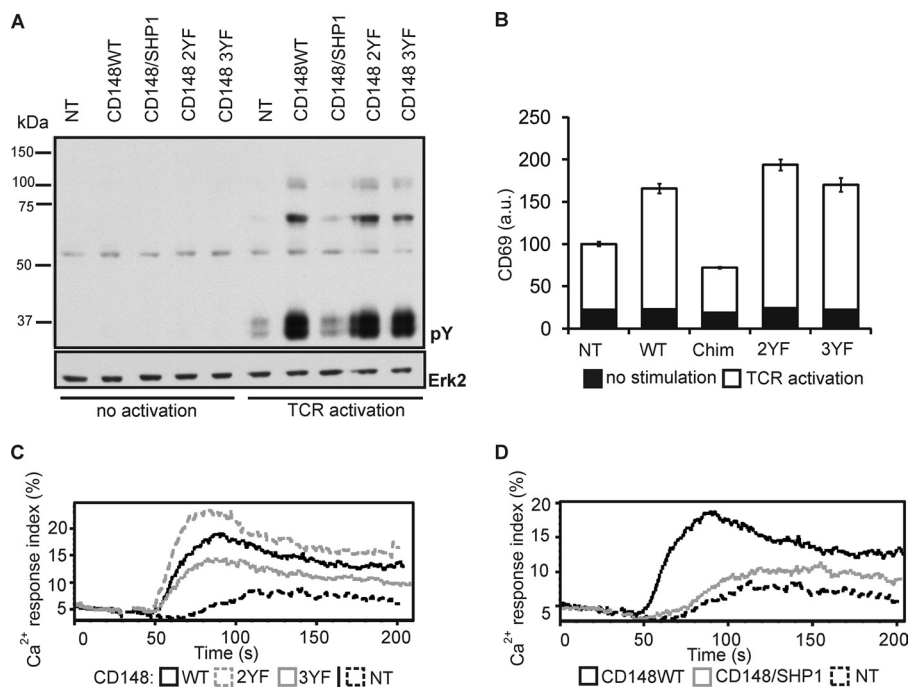 A
NT
CD148WT
CD148/SHP1
CD148 2YF
CD148 3YF
NT
CD148WT
CD148/SHP1
CD148 2YF
CD148 3YF
kDa
150
100
75
50
37
pY
Erk2
no activation
TCR activation
B
CD69 (a.u.)
250
200
150
100
50
0
NT WT Chim 2YF 3YF
no stimulation TCR activation
C
Ca2+ response index (%)
20
15
10
5
0 50 100 150 200
Time (s)
CD148: WT 2YF 3YF NT
D
Ca2+ response index (%)
20
15
10
5
0 50 100 150 200
Time (s)
CD148WT CD148/SHP1 NT